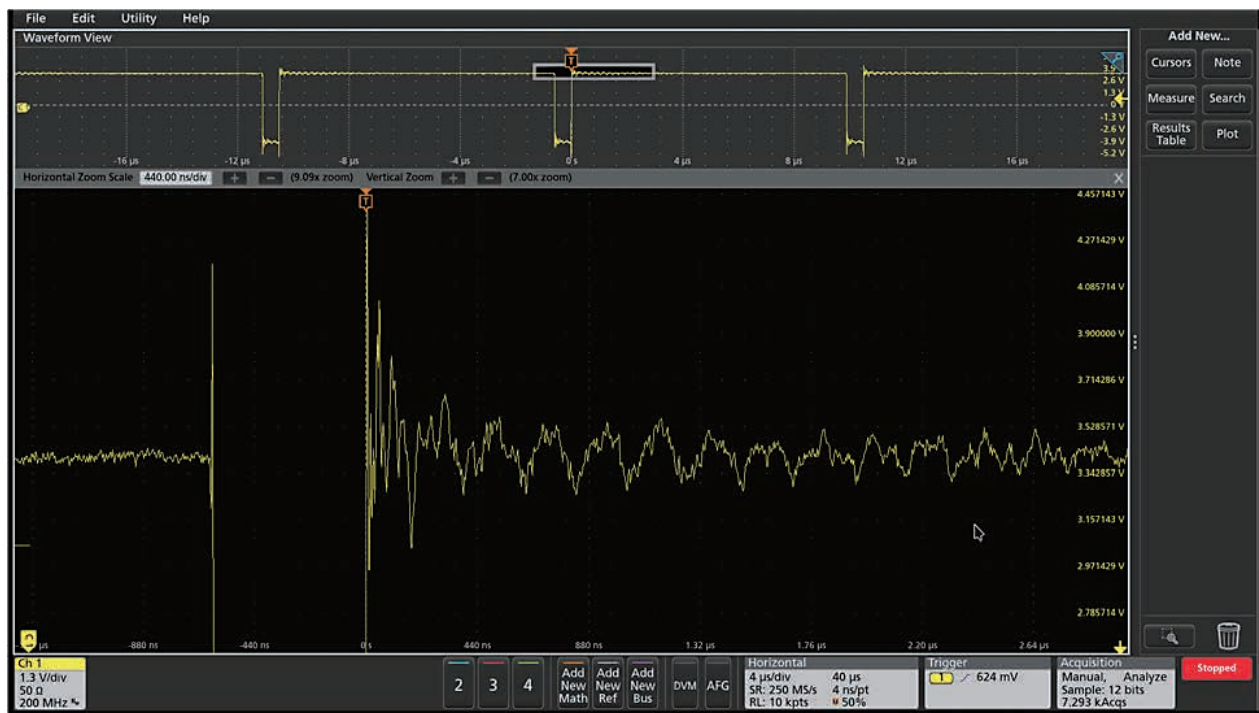 File Edit Utility Help
Waveform View
Add New...
Cursors Note
Measure Search
Results Table Plot
T
3.9
2.6 V
1.3 V
0
-1.3 V
-2.6 V
-3.9 V
-5.2 V
-16 µs -12 µs -8 µs -4 µs 0 s 4 µs 8 µs 12 µs 16 µs
Horizontal Zoom Scale 440.00 ns/div + - (9.09x zoom) Vertical Zoom + - (7.00x zoom) X
T
4.457143 V
4.271429 V
4.085714 V
3.900000 V
3.714286 V
3.528571 V
3.342857 V
3.157143 V
2.971429 V
2.785714 V
µs -880 ns -440 ns 0 s 440 ns 880 ns 1.32 µs 1.76 µs 2.20 µs 2.64 µs
Ch 1
1.3 V/div
50 Ω
200 MHz
2 3 4
Add New Math
Add New Ref
Add New Bus
DVM AFG
Horizontal
4 µs/div 40 µs
SR: 250 MS/s 4 ns/pt
RL: 10 kpts 50%
Trigger
1 624 mV
Acquisition
Manual, Analyze
Sample: 12 bits
7.293 kAcqs
Stopped